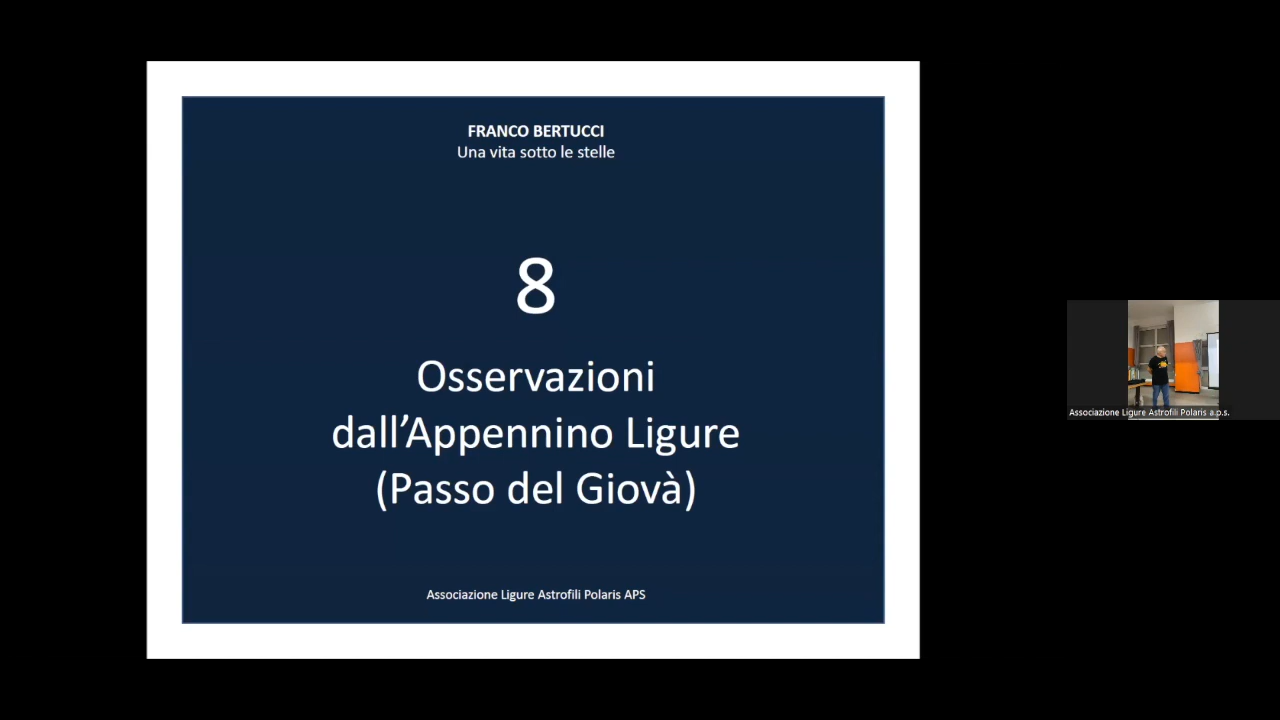 FRANCO BERTUCCI
Una vita sotto le stelle
8
Osservazioni
dall’Appennino Ligure
(Passo del Giovà)
Associazione Ligure Astrofili Polaris APS
Associazione Ligure Astrofili Polaris a.p.s.